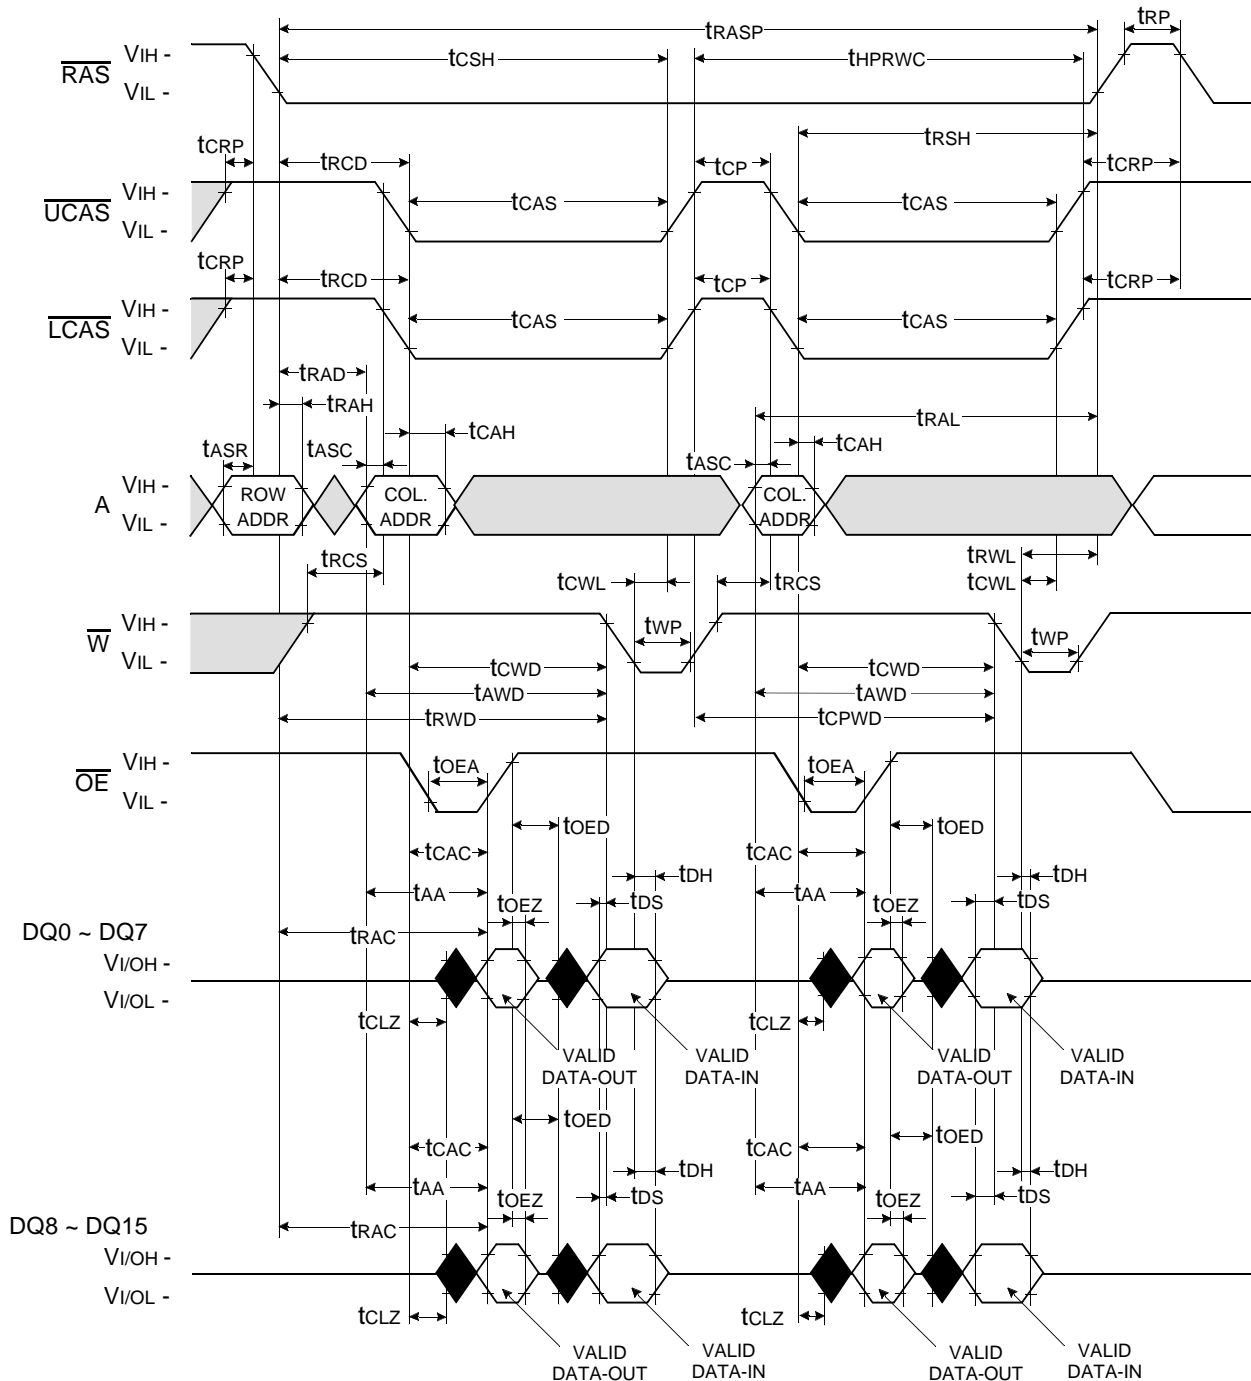 tRASP
tRP
VIH -
RAS
VIL -
tCSH
tHPRWC
tRSH
tCRP
tRCD
tCP
tCRP
VIH -
UCAS
VIL -
tCAS
tCAS
tCRP
tRCD
tCP
tCRP
VIH -
LCAS
VIL -
tCAS
tCAS
tRAD
tRAH
tRAL
tCAH
tCAH
tASR
tASC
tASC
VIH -
A
VIL -
ROW
ADDR
COL.
ADDR
COL.
ADDR
tRCS
tCWL
tRCS
tRWL
tCWL
VIH -
W
VIL -
tWP
tWP
tCWD
tCWD
tAWD
tAWD
tRWD
tCPWD
VIH -
OE
VIL -
tOEA
tOEA
tOED
tOED
tCAC
tCAC
tDH
tDH
tAA
tAA
tOEZ
tDS
tOEZ
tDS
DQ0 ~ DQ7
tRAC
VI/OH -
VI/OL -
tCLZ
tCLZ
VALID
DATA-OUT
VALID
DATA-IN
VALID
DATA-OUT
VALID
DATA-IN
tOED
tOED
tCAC
tCAC
tDH
tDH
tAA
tAA
tOEZ
tDS
tOEZ
tDS
DQ8 ~ DQ15
tRAC
VI/OH -
VI/OL -
tCLZ
tCLZ
VALID
DATA-OUT
VALID
DATA-IN
VALID
DATA-OUT
VALID
DATA-IN